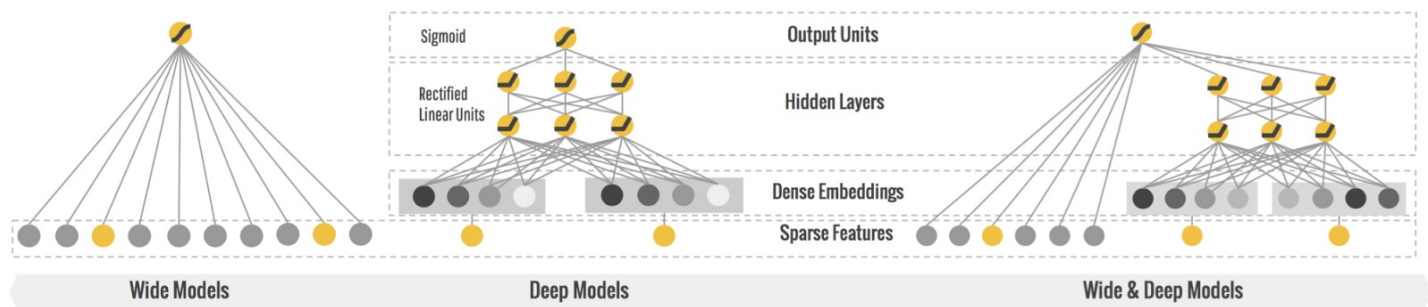 Sigmoid
Output Units
Rectified
Linear Units
Hidden Layers
Dense Embeddings
Sparse Features
Wide Models
Deep Models
Wide & Deep Models